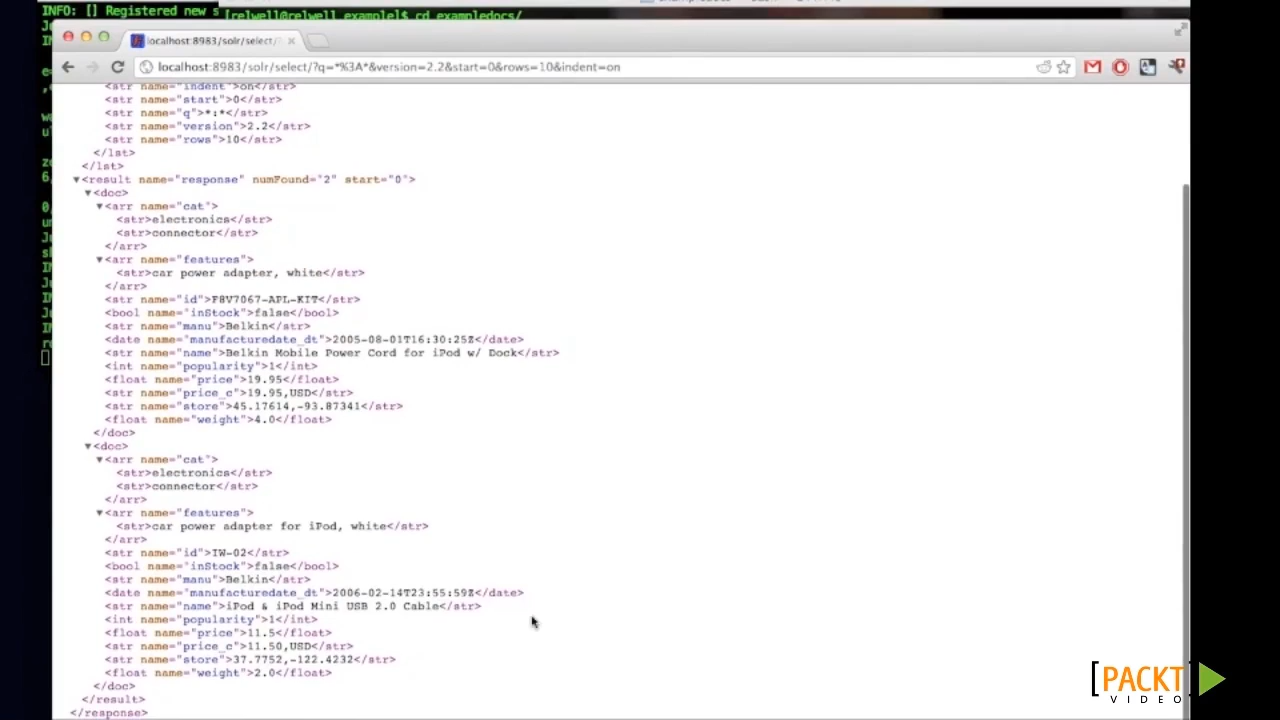 INFO: [] Registered new s
[relwell@relwell example]$ cd exampledocs/
localhost:8983/solr/select/?
localhost:8983/solr/select/?q=*%3A*&version=2.2&start=0&rows=10&indent=on
<str name="indent">on</str>
<str name="start">0</str>
<str name="q">*:*</str>
<str name="version">2.2</str>
<str name="rows">10</str>
</lst>
</lst>
▼<result name="response" numFound="2" start="0">
▼<doc>
▼<arr name="cat">
<str>electronics</str>
<str>connector</str>
</arr>
▼<arr name="features">
<str>car power adapter, white</str>
</arr>
<str name="id">F8V7067-APL-KIT</str>
<bool name="inStock">false</bool>
<str name="manu">Belkin</str>
<date name="manufacturedate_dt">2005-08-01T16:30:25Z</date>
<str name="name">Belkin Mobile Power Cord for iPod w/ Dock</str>
<int name="popularity">1</int>
<float name="price">19.95</float>
<str name="price_c">19.95,USD</str>
<str name="store">45.17614,-93.87341</str>
<float name="weight">4.0</float>
</doc>
▼<doc>
▼<arr name="cat">
<str>electronics</str>
<str>connector</str>
</arr>
▼<arr name="features">
<str>car power adapter for iPod, white</str>
</arr>
<str name="id">IW-02</str>
<bool name="inStock">false</bool>
<str name="manu">Belkin</str>
<date name="manufacturedate_dt">2006-02-14T23:55:59Z</date>
<str name="name">iPod & iPod Mini USB 2.0 Cable</str>
<int name="popularity">1</int>
<float name="price">11.5</float>
<str name="price_c">11.50,USD</str>
<str name="store">37.7752,-122.4232</str>
<float name="weight">2.0</float>
</doc>
</result>
</response>
[PACKT]
VIDEO